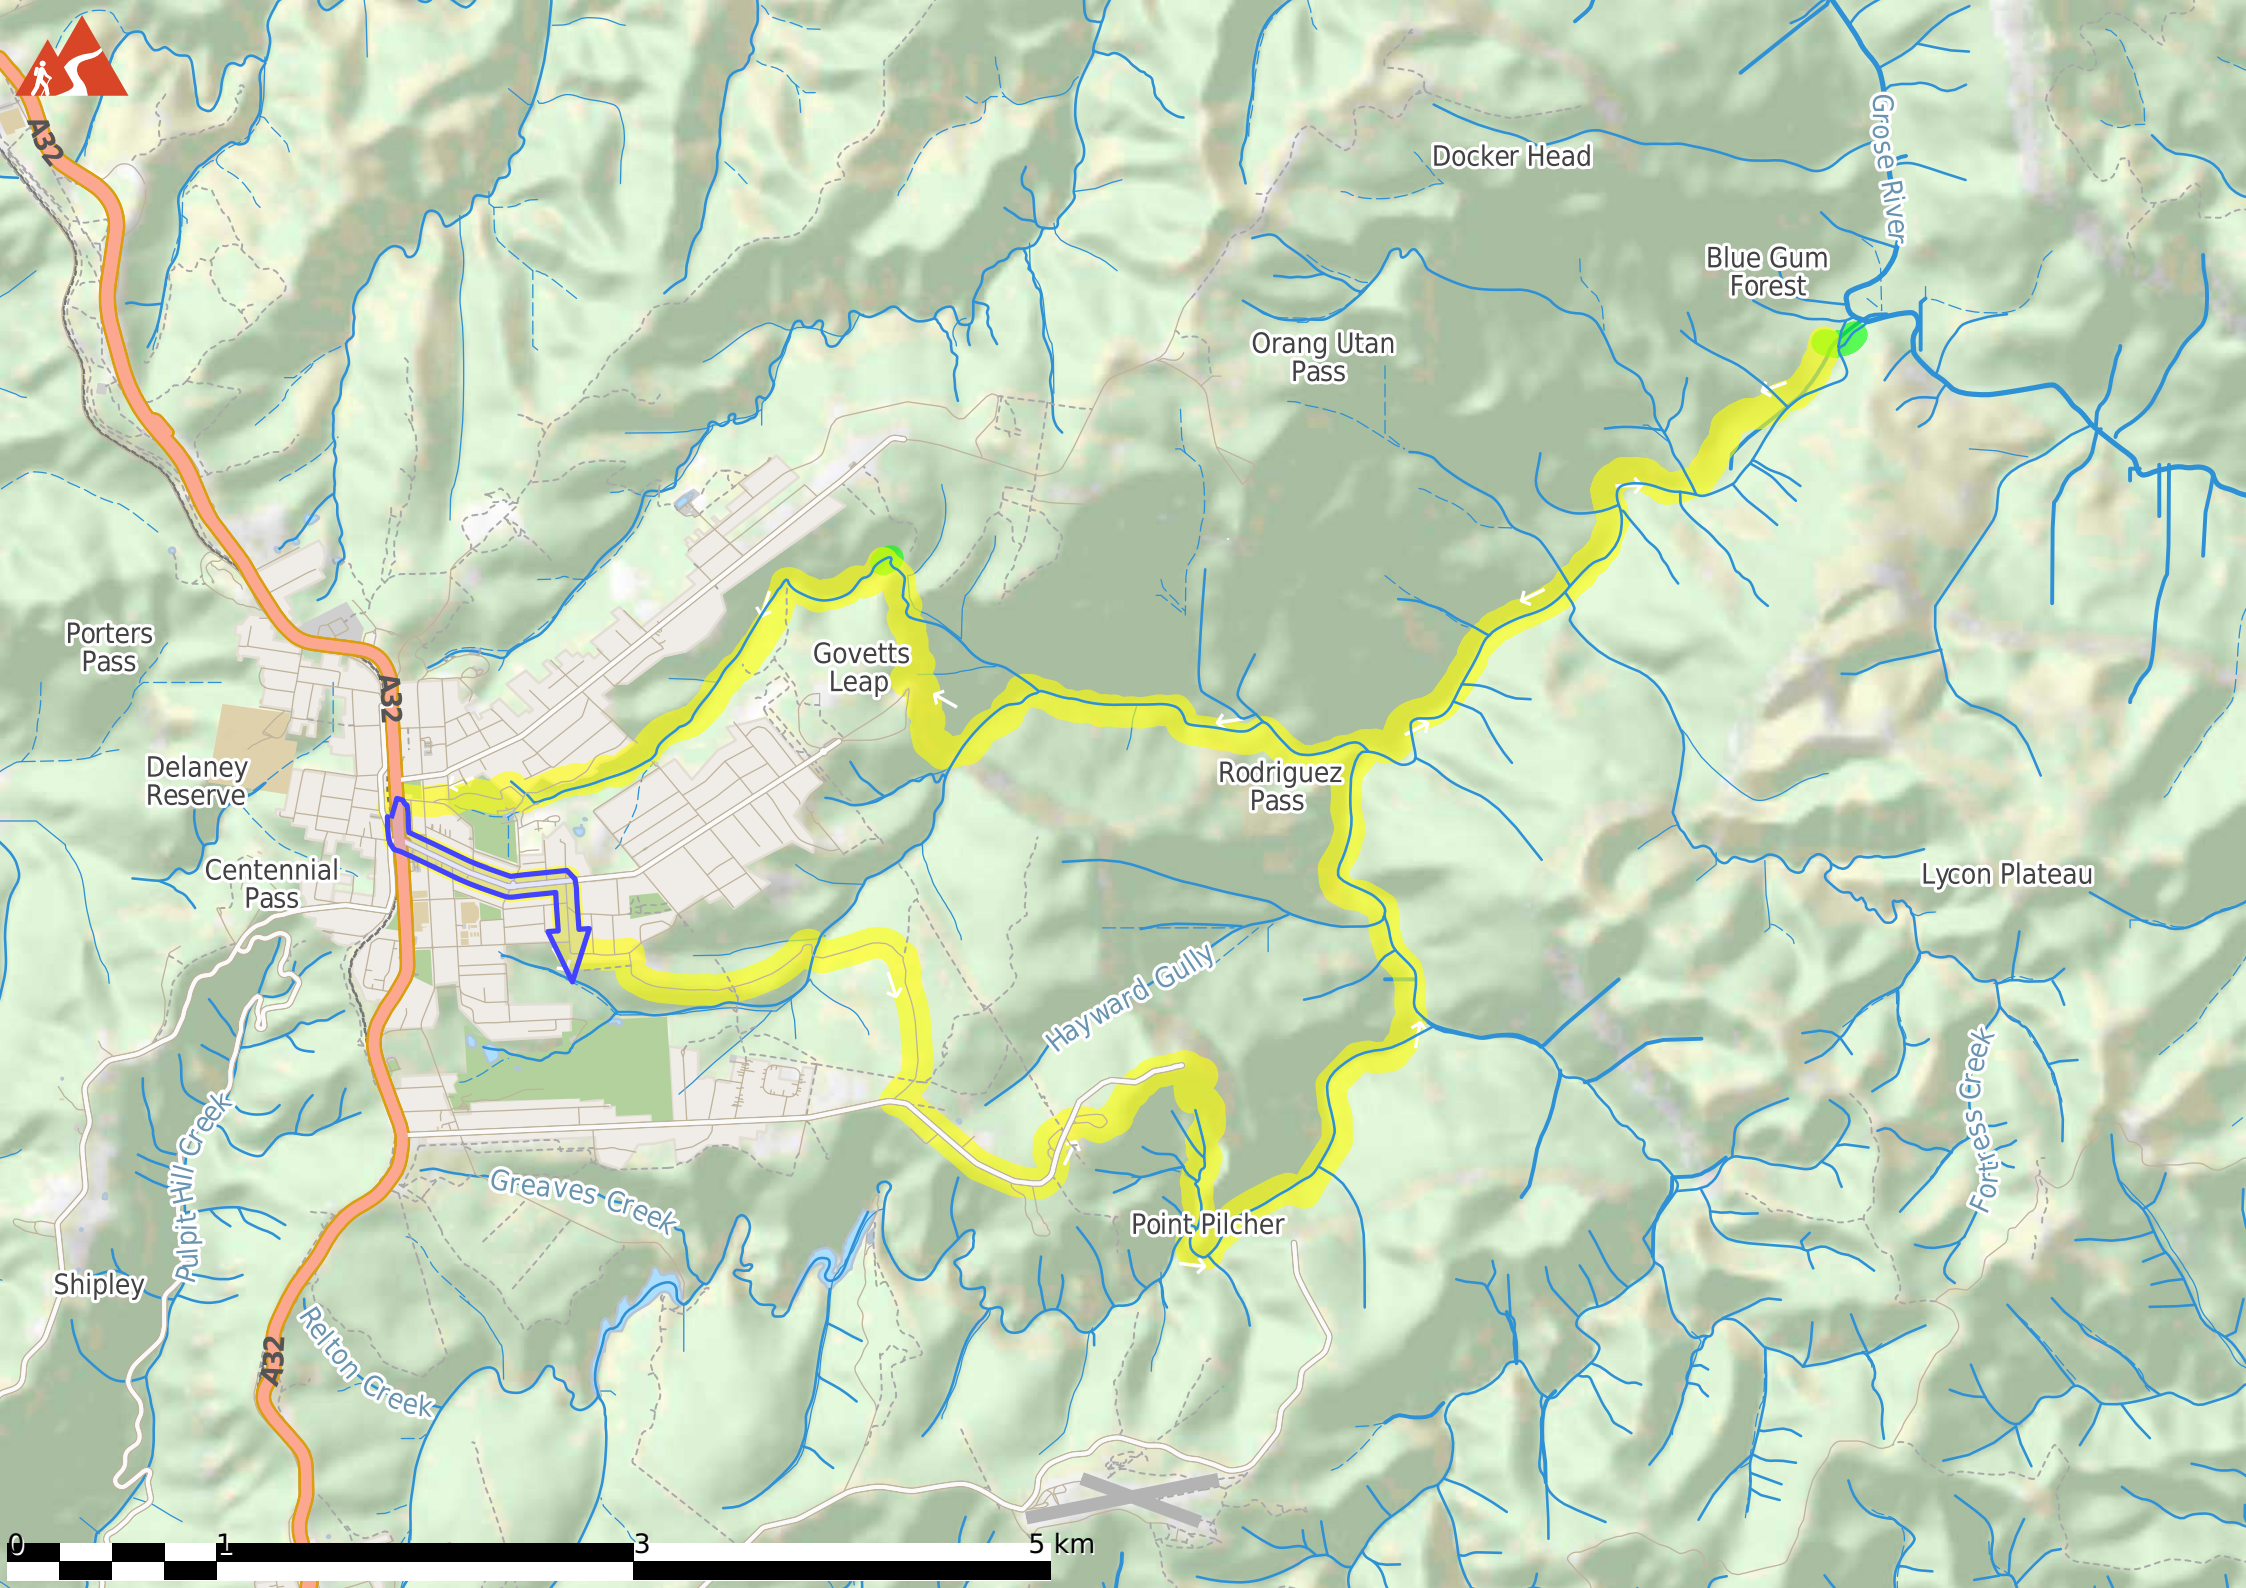 A32
Docker Head
Grose River
Blue Gum
Forest
Orang Utan
Pass
Porters
Pass
Govetts
Leap
A32
Delaney
Reserve
Rodriguez
Pass
Centennial
Pass
Lycon Plateau
Hayward Gully
Fortress Creek
Pulpit Hill Creek
Greaves Creek
Point Pilcher
Shipley
Relton Creek
A32
0
1
3
5 km